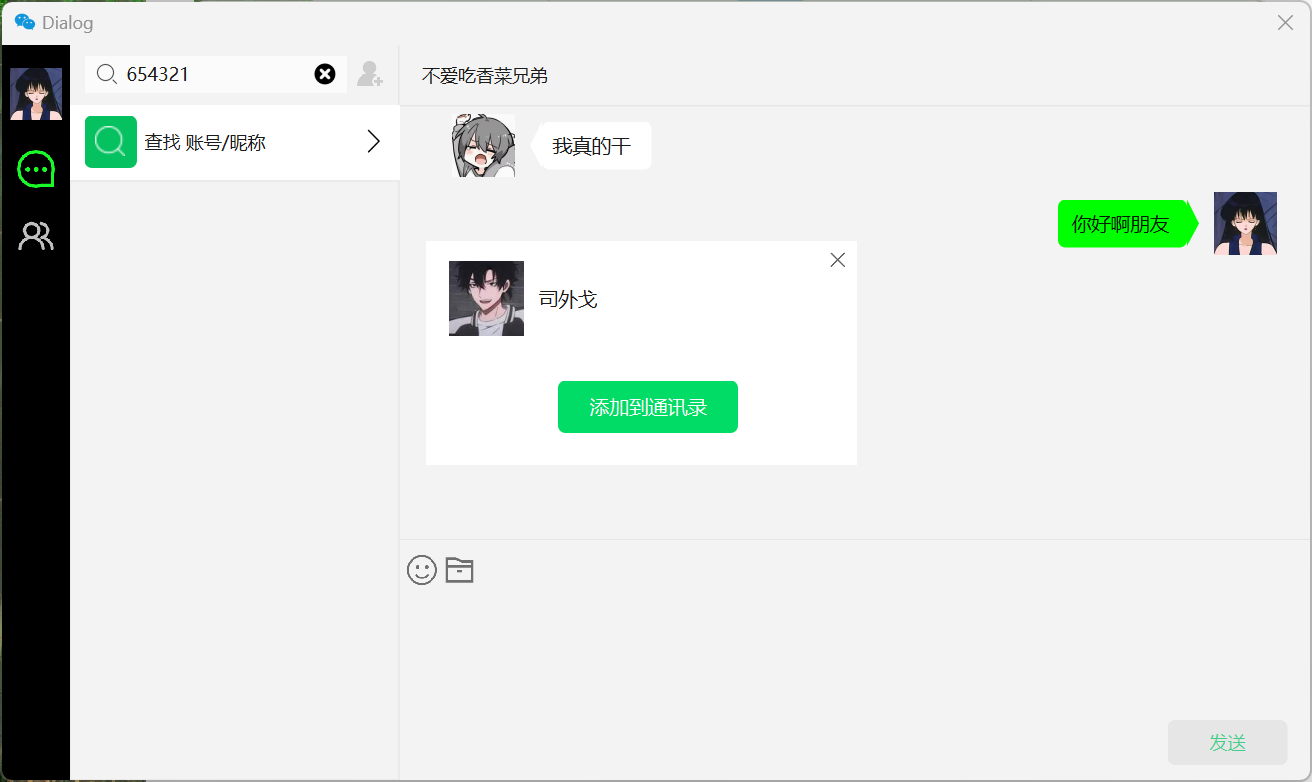 Dialog
654321
查找 账号/昵称
不爱吃香菜兄弟
我真的干
你好啊朋友
司外戈
添加到通讯录
发送